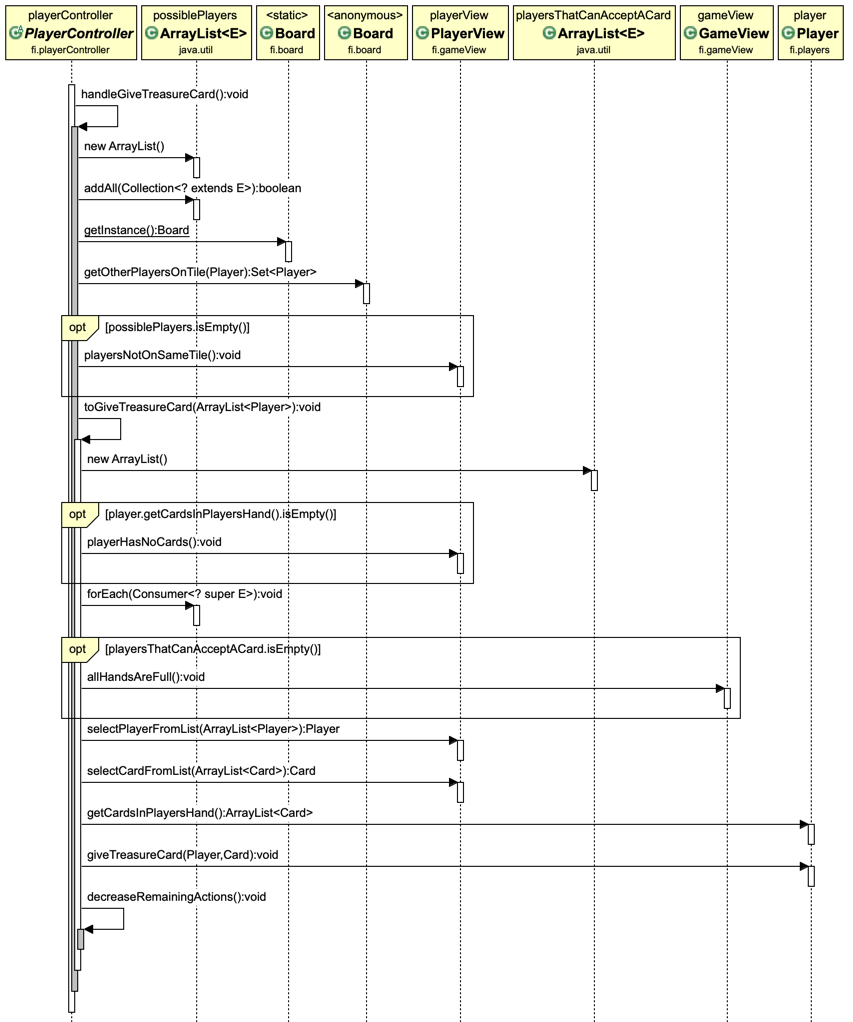 playerController possiblePlayers <static> <anonymous> playerView playersThatCanAcceptACard gameView player
PlayerController ArrayList<E> Board Board PlayerView ArrayList<E> GameView Player
fi.playerController java.util fi.board fi.board fi.gameView java.util fi.gameView fi.players
handleGiveTreasureCard():void
new ArrayList()
addAll(Collection<? extends E>):boolean
getInstance():Board
getOtherPlayersOnTile(Player):Set<Player>
opt [possiblePlayers.isEmpty()]
playersNotOnSameTile():void
toGiveTreasureCard(ArrayList<Player>):void
new ArrayList()
opt [player.getCardsInPlayersHand().isEmpty()]
playerHasNoCards():void
forEach(Consumer<? super E>):void
opt [playersThatCanAcceptACard.isEmpty()]
allHandsAreFull():void
selectPlayerFromList(ArrayList<Player>):Player
selectCardFromList(ArrayList<Card>):Card
getCardsInPlayersHand():ArrayList<Card>
giveTreasureCard(Player,Card):void
decreaseRemainingActions():void